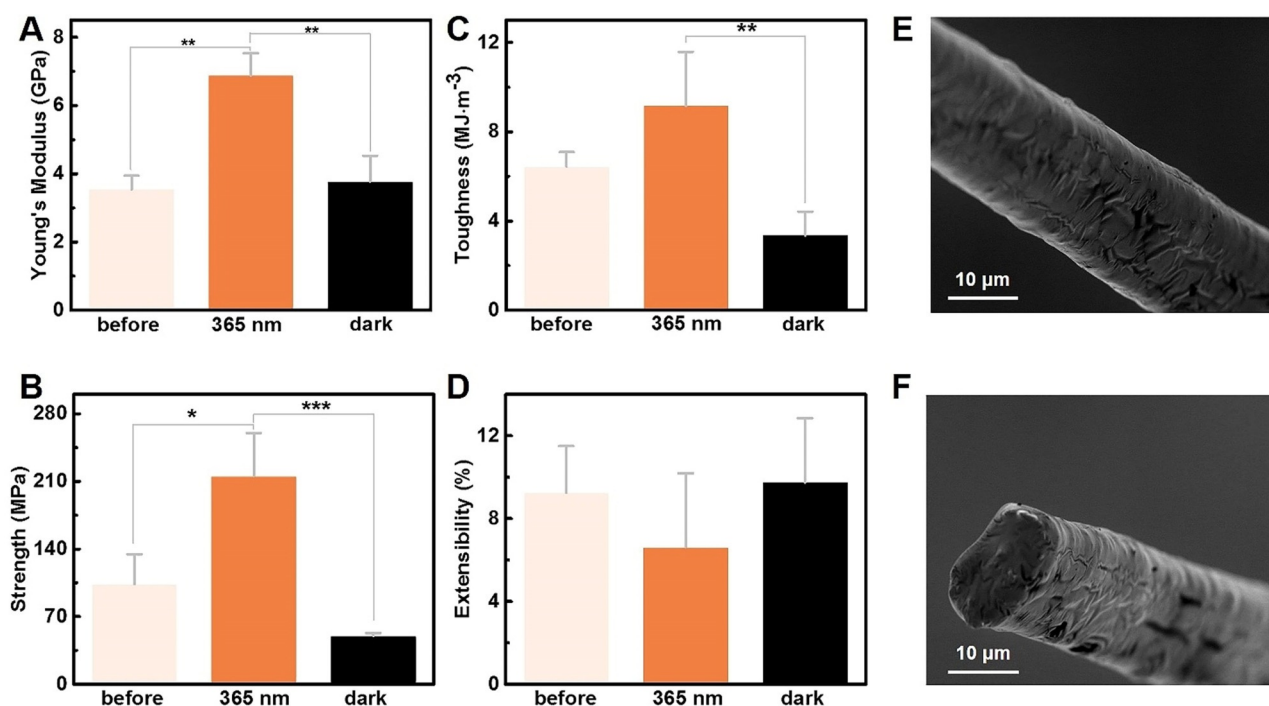 A
Young's Modulus (GPa)
8
6
4
2
0
** **
before 365 nm dark
C
Toughness (MJ·m⁻³)
12
8
4
0
**
before 365 nm dark
E
10 µm
B
Strength (MPa)
280
210
140
70
0
* ***
before 365 nm dark
D
Extensibility (%)
12
8
4
0
before 365 nm dark
F
10 µm